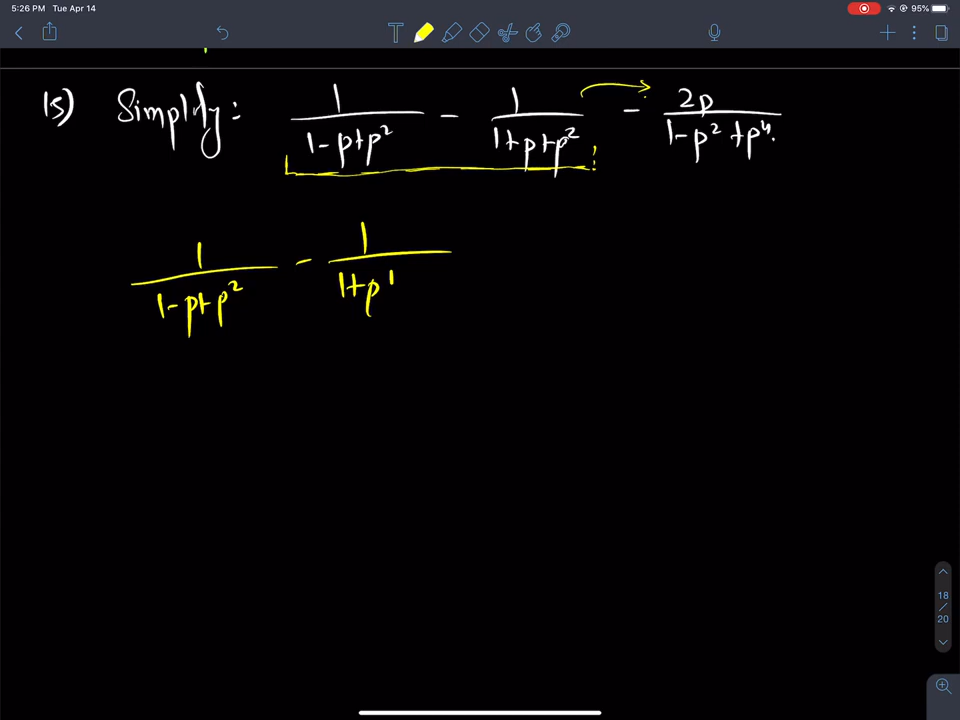 5:26 PM Tue Apr 14 95%
T
15) Simplify: 1/(1-p+p²) - 1/(1+p+p²) - 2p/(1-p²+p⁴)
1/(1-p+p²) - 1/(1+p1
18
/
20